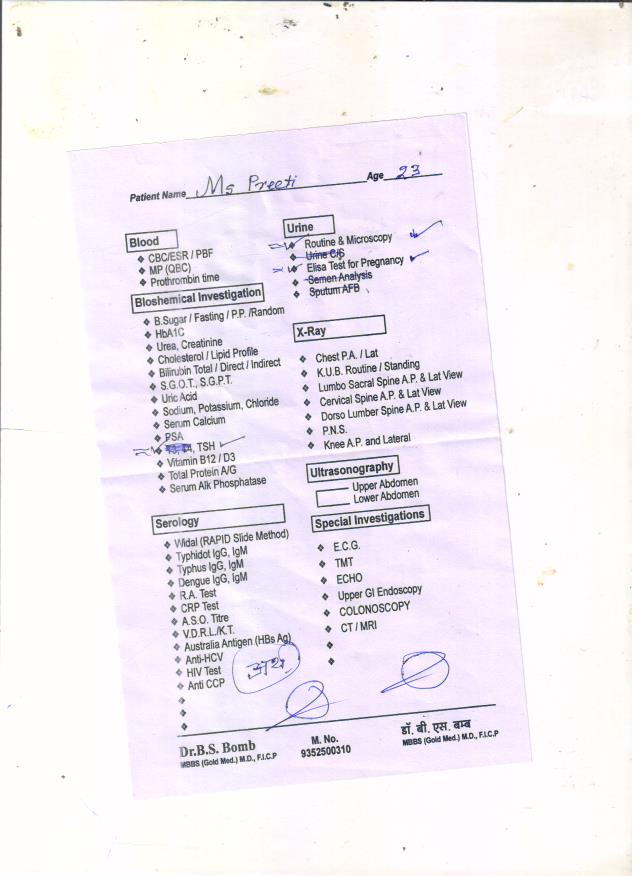 Patient Name Ms Preeti Age 23
Blood
❖ CBC/ESR / PBF
❖ MP (QBC)
❖ Prothrombin time
Bioshemical Investigation
❖ B.Sugar / Fasting / P.P. /Random
❖ HbA1C
❖ Urea, Creatinine
❖ Cholesterol / Lipid Profile
❖ Bilirubin Total / Direct / Indirect
❖ S.G.O.T., S.G.P.T.
❖ Uric Acid
❖ Sodium, Potassium, Chloride
❖ Serum Calcium
❖ PSA
❖ T3, T4, TSH ✓
❖ Vitamin B12 / D3
❖ Total Protein A/G
❖ Serum Alk Phosphatase
Serology
❖ Widal (RAPID Slide Method)
❖ Typhidot IgG, IgM
❖ Typhus IgG, IgM
❖ Dengue IgG, IgM
❖ R.A. Test
❖ CRP Test
❖ A.S.O. Titre
❖ V.D.R.L./K.T.
❖ Australia Antigen (HBs Ag)
❖ Anti-HCV
❖ HIV Test
❖ Anti CCP
Urine
❖ Routine & Microscopy ✓
❖ Urine C/S
❖ Elisa Test for Pregnancy ✓
❖ Semen Analysis
❖ Sputum AFB
X-Ray
❖ Chest P.A. / Lat
❖ K.U.B. Routine / Standing
❖ Lumbo Sacral Spine A.P. & Lat View
❖ Cervical Spine A.P. & Lat View
❖ Dorso Lumber Spine A.P. & Lat View
❖ P.N.S.
❖ Knee A.P. and Lateral
Ultrasonography
Upper Abdomen
Lower Abdomen
Special Investigations
❖ E.C.G.
❖ TMT
❖ ECHO
❖ Upper GI Endoscopy
❖ COLONOSCOPY
❖ CT / MRI
Dr.B.S. Bomb
MBBS (Gold Med.) M.D., F.I.C.P
M. No.
9352500310
डॉ. बी. एस. बम्ब
MBBS (Gold Med.) M.D., F.I.C.P